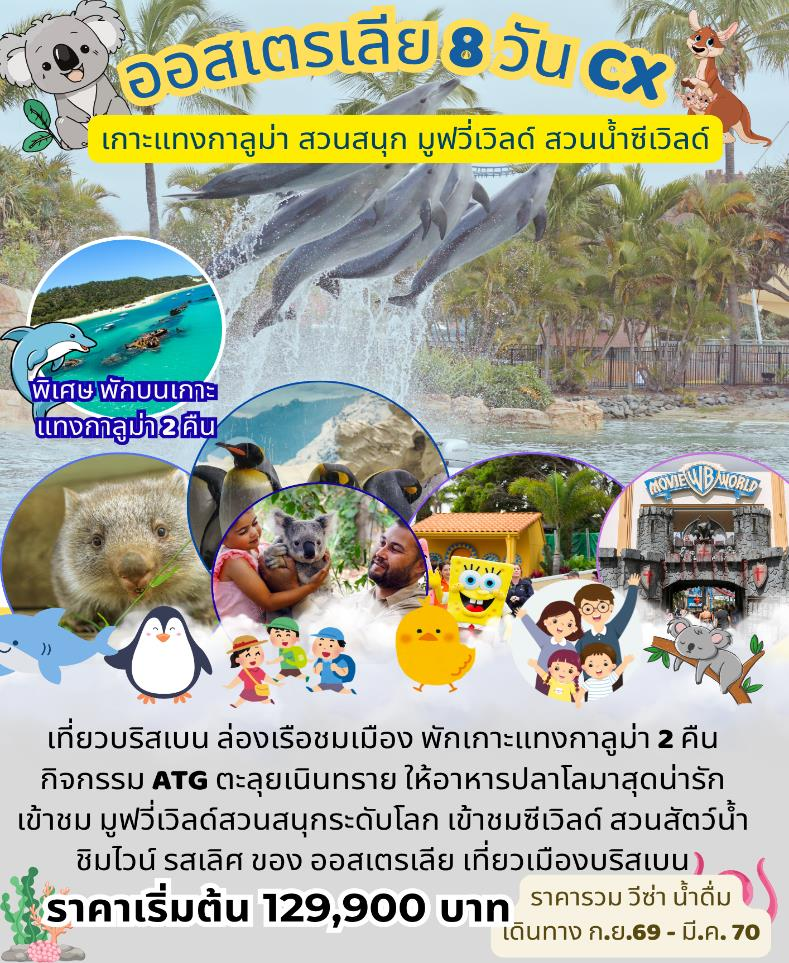 ออสเตรเลีย 8 วัน CX
เกาะแทงกาลูม่า สวนสนุก มูฟวี่เวิลด์ สวนน้ำซีเวิลด์
พิเศษ พักบนเกาะ
แทงกาลูม่า 2 คืน
MOVIE WB WORLD
เที่ยวบริสเบน ล่องเรือชมเมือง พักเกาะแทงกาลูม่า 2 คืน
กิจกรรม ATG ตะลุยเนินทราย ให้อาหารปลาโลมาสุดน่ารัก
เข้าชม มูฟวี่เวิลด์สวนสนุกระดับโลก เข้าชมซีเวิลด์ สวนสัตว์น้ำ
ชิมไวน์ รสเลิศ ของ ออสเตรเลีย เที่ยวเมืองบริสเบน
ราคาเริ่มต้น 129,900 บาท
ราคารวม วีซ่า น้ำดื่ม
เดินทาง ก.ย.69 - มี.ค. 70